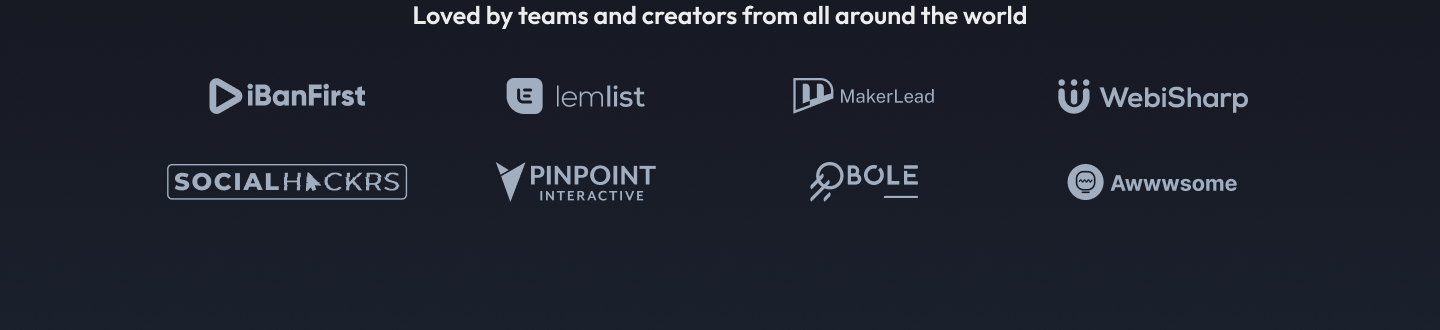 Loved by teams and creators from all around the world
iBanFirst
lemlist
MakerLead
WebiSharp
SOCIALHACKRS
PINPOINT
INTERACTIVE
BOLE
Awwwsome